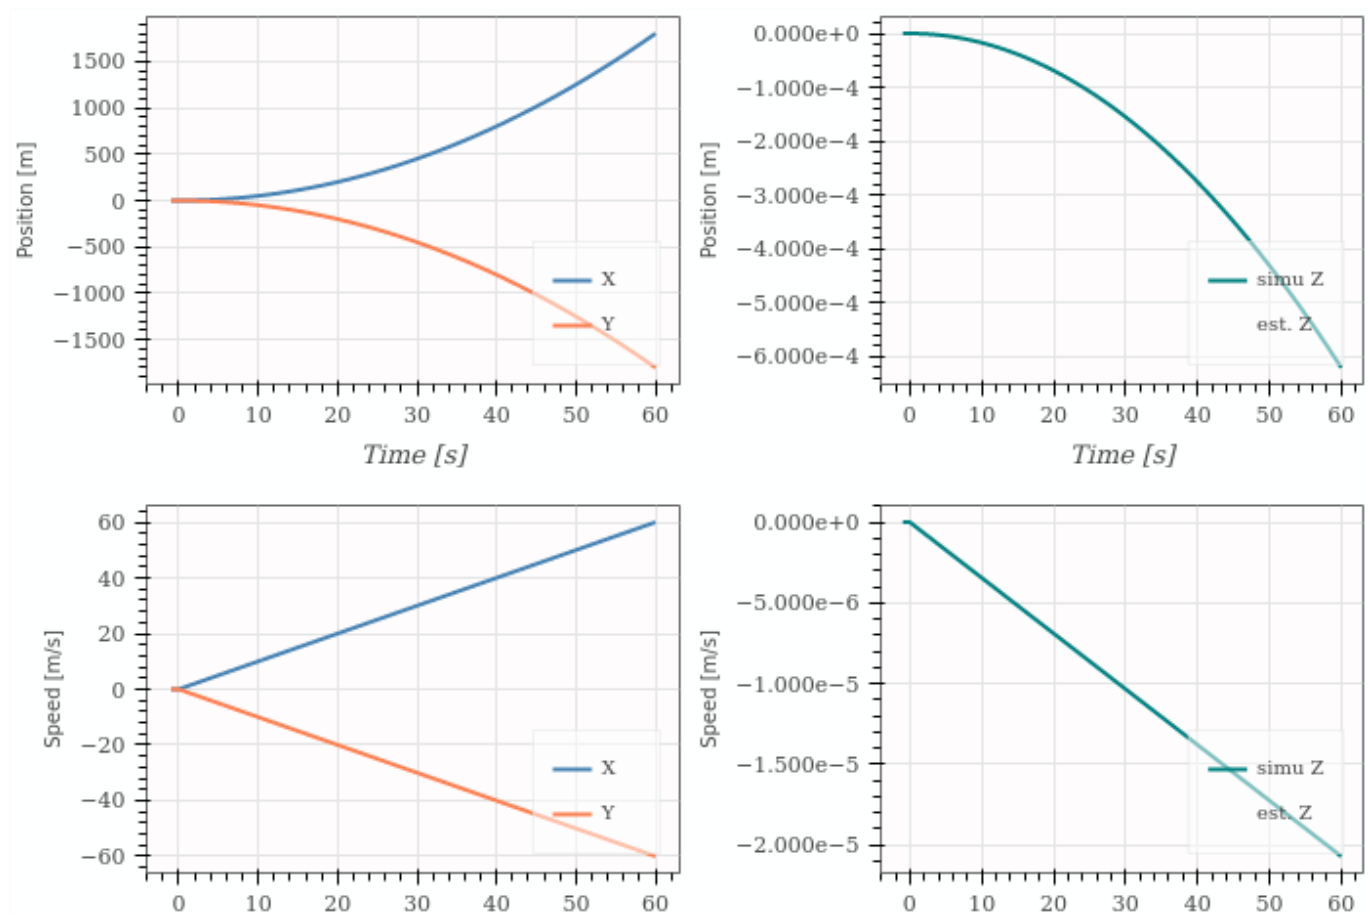 1500
1000
500
0
−500
−1000
−1500
Position [m]
X
Y
0 10 20 30 40 50 60
Time [s]
0.000e+0
−1.000e−4
−2.000e−4
−3.000e−4
−4.000e−4
−5.000e−4
−6.000e−4
Position [m]
simu Z
est. Z
0 10 20 30 40 50 60
Time [s]
60
40
20
0
−20
−40
−60
Speed [m/s]
X
Y
0 10 20 30 40 50 60
0.000e+0
−5.000e−6
−1.000e−5
−1.500e−5
−2.000e−5
Speed [m/s]
simu Z
est. Z
0 10 20 30 40 50 60